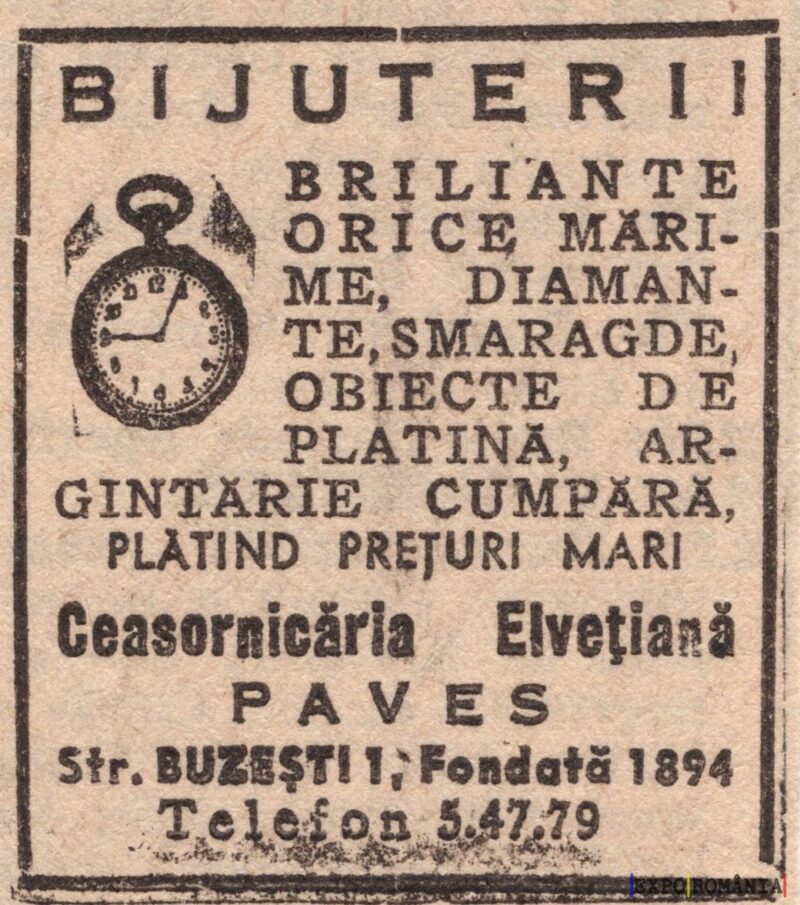 BIJUTERII
BRILIANTE
ORICE MĂRI-
ME, DIAMAN-
TE, SMARAGDE,
OBIECTE DE
PLATINĂ, AR-
GINTĂRIE CUMPĂRĂ,
PLĂTIND PREȚURI MARI
Ceasornicăria Elvețiană
PAVES
Str. BUZEȘTI 1, Fondată 1894
Telefon 5.47.79
EXPO ROMÂNIA